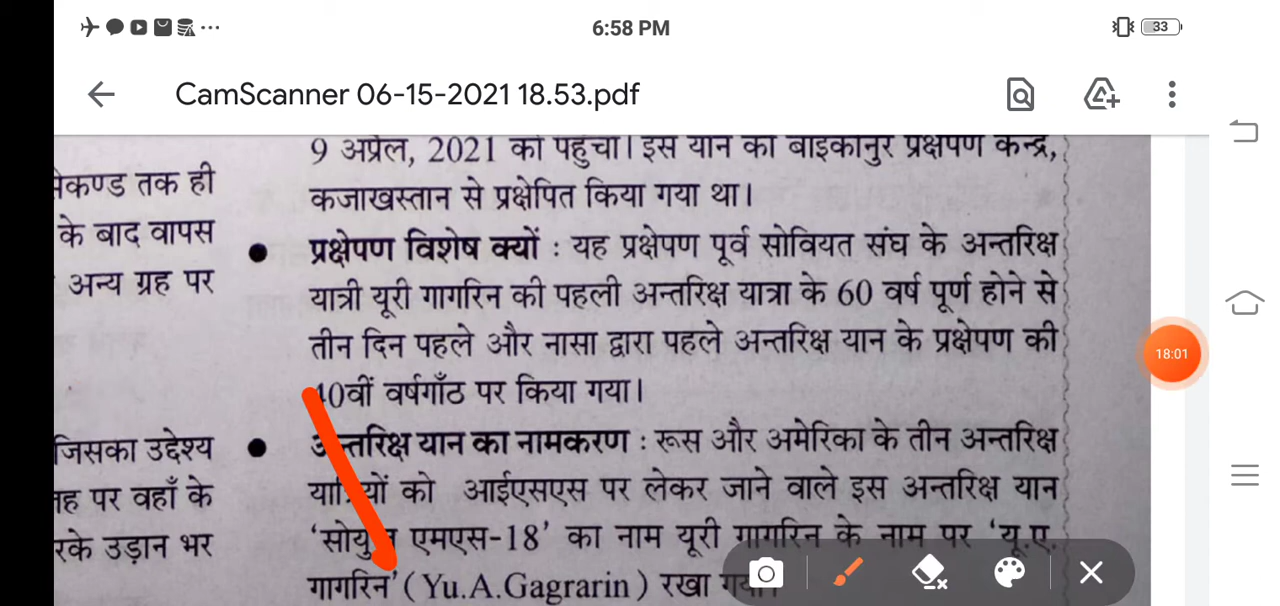 6:58 PM
33
CamScanner 06-15-2021 18.53.pdf
9 अप्रैल, 2021 को पहुंचा। इस यान को बाइकानुर प्रक्षेपण केन्द्र,
कजाखस्तान से प्रक्षेपित किया गया था।
● प्रक्षेपण विशेष क्यों : यह प्रक्षेपण पूर्व सोवियत संघ के अन्तरिक्ष
यात्री यूरी गागरिन की पहली अन्तरिक्ष यात्रा के 60 वर्ष पूर्ण होने से
तीन दिन पहले और नासा द्वारा पहले अन्तरिक्ष यान के प्रक्षेपण की
40वीं वर्षगाँठ पर किया गया।
● अन्तरिक्ष यान का नामकरण : रूस और अमेरिका के तीन अन्तरिक्ष
यात्रियों को आईएसएस पर लेकर जाने वाले इस अन्तरिक्ष यान
‘सोयुज एमएस-18’ का नाम यूरी गागरिन के नाम पर ‘यू.ए.
गागरिन’ (Yu.A.Gagrarin) रखा गया।
तक ही
के बाद वापस
अन्य ग्रह पर
जिसका उद्देश्य
पर वहाँ के
उड़ान भर
18:01